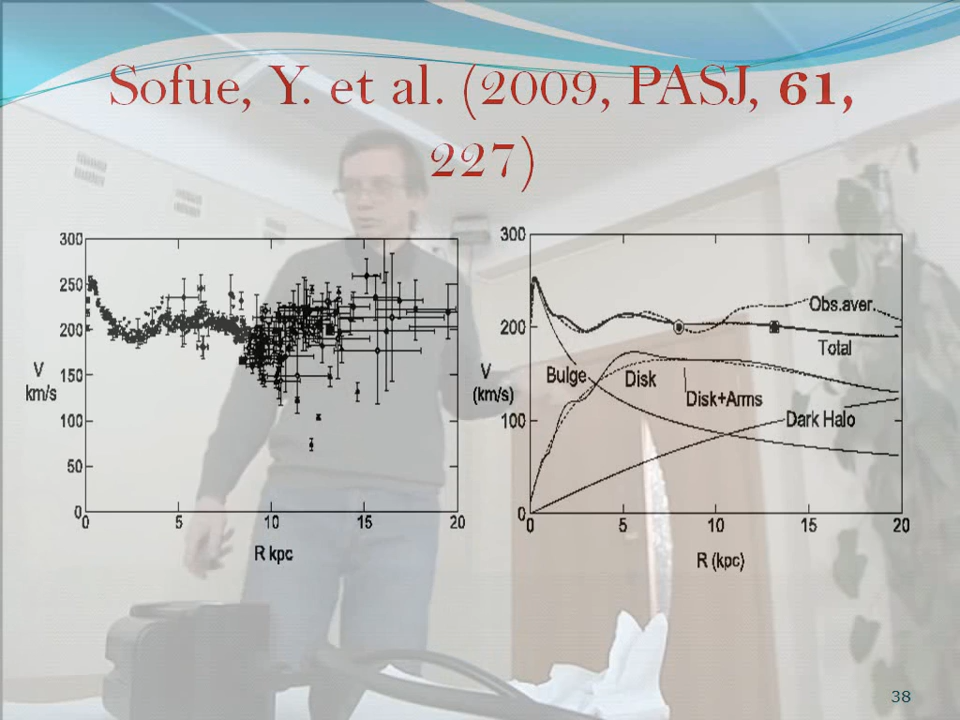 Sofue, Y. et al. (2009, PASJ, 61,
227)
300
250
200
150
100
50
0
V
km/s
0 5 10 15 20
R kpc
300
200
100
0
V
(km/s)
Obs.aver.
Total
Bulge
Disk
Disk+Arms
Dark Halo
0 5 10 15 20
R (kpc)
38